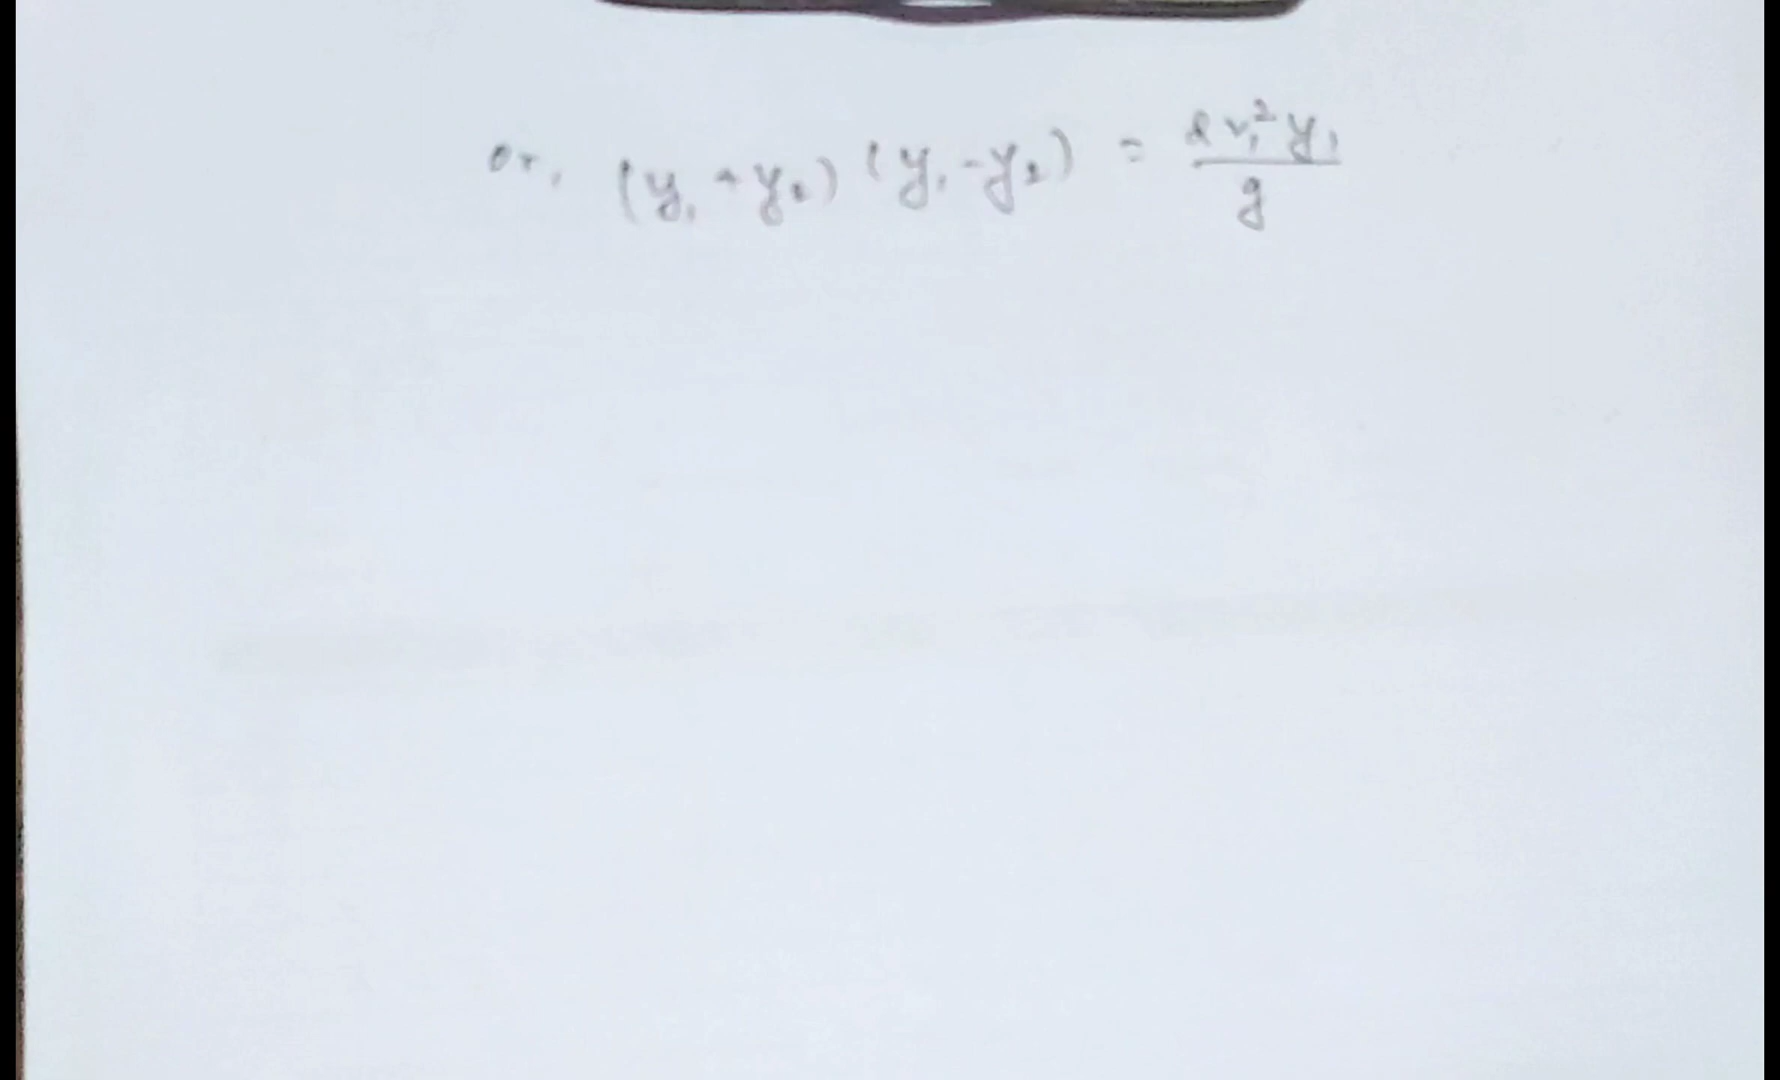 or, (y₁ + y₂) (y₁ - y₂) = 2v₁²y₁ / g